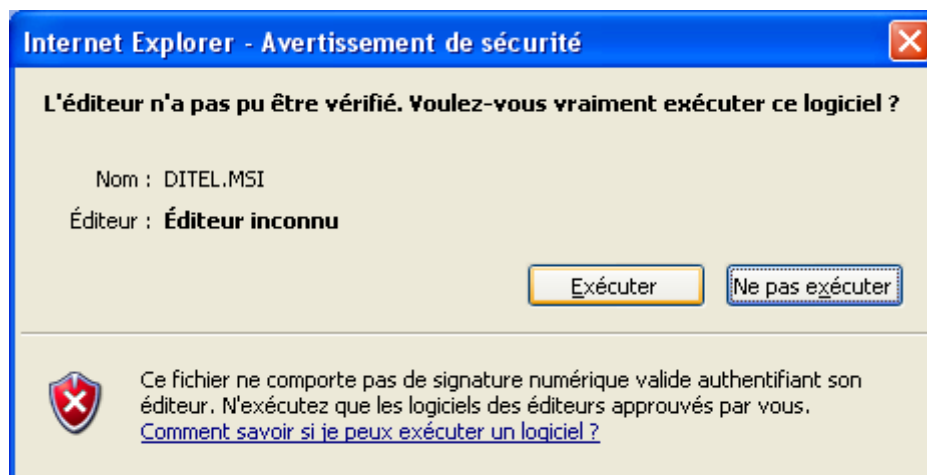 Internet Explorer - Avertissement de sécurité
L'éditeur n'a pas pu être vérifié. Voulez-vous vraiment exécuter ce logiciel ?
Nom : DITEL.MSI
Éditeur : Éditeur inconnu
Exécuter Ne pas exécuter
Ce fichier ne comporte pas de signature numérique valide authentifiant son
éditeur. N'exécutez que les logiciels des éditeurs approuvés par vous.
Comment savoir si je peux exécuter un logiciel ?